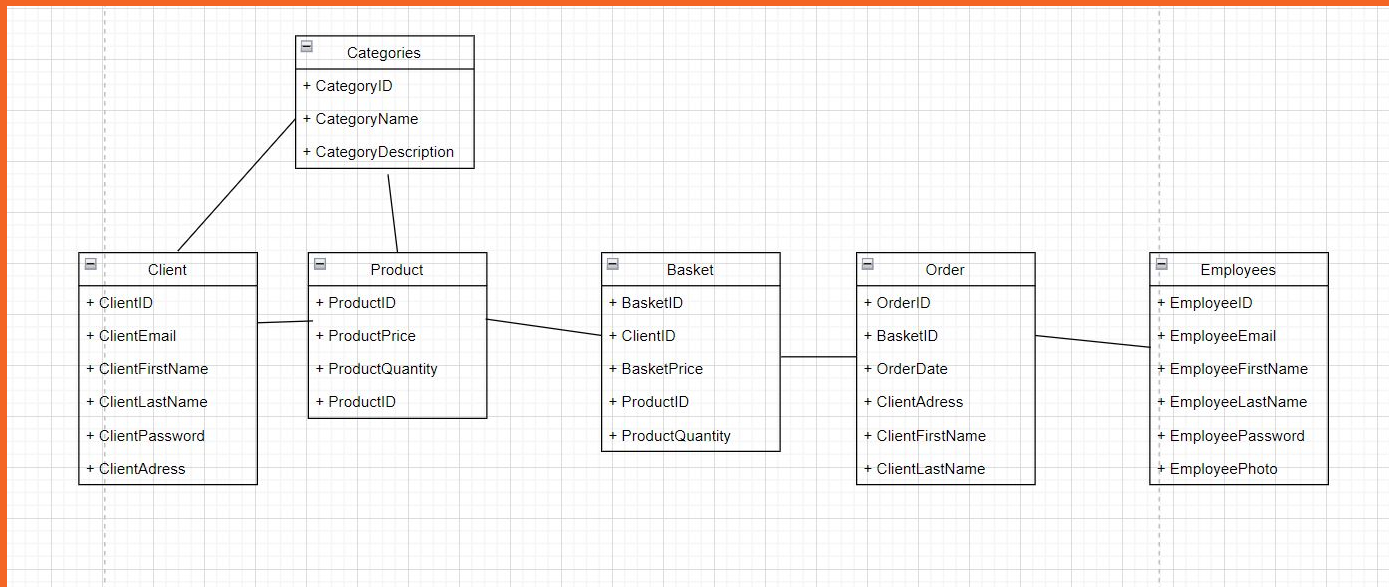 Categories
+ CategoryID
+ CategoryName
+ CategoryDescription
Client
+ ClientID
+ ClientEmail
+ ClientFirstName
+ ClientLastName
+ ClientPassword
+ ClientAdress
Product
+ ProductID
+ ProductPrice
+ ProductQuantity
+ ProductID
Basket
+ BasketID
+ ClientID
+ BasketPrice
+ ProductID
+ ProductQuantity
Order
+ OrderID
+ BasketID
+ OrderDate
+ ClientAdress
+ ClientFirstName
+ ClientLastName
Employees
+ EmployeeID
+ EmployeeEmail
+ EmployeeFirstName
+ EmployeeLastName
+ EmployeePassword
+ EmployeePhoto